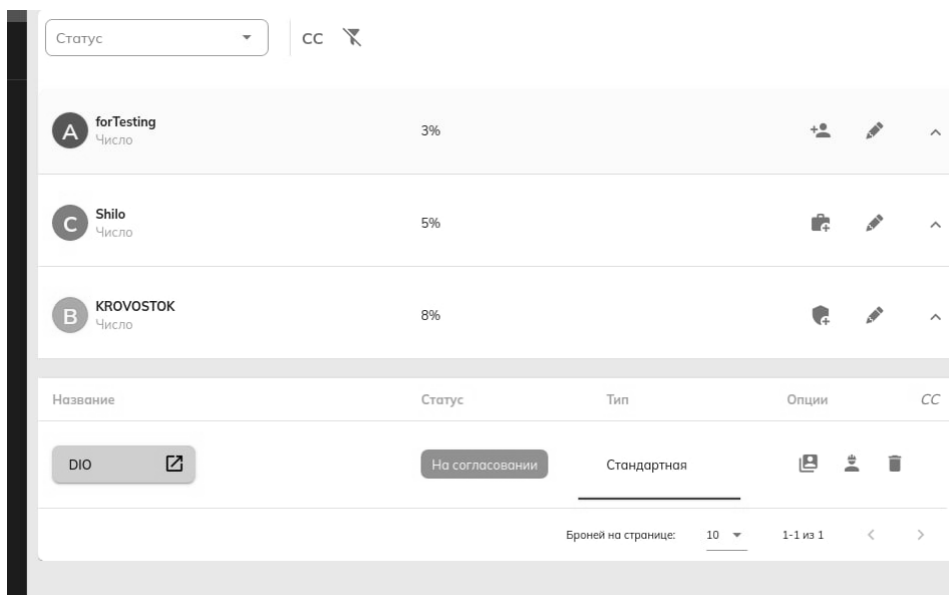 Статус
CC
A
forTesting
Число
3%
C
Shilo
Число
5%
B
KROVOSTOK
Число
8%
Название Статус Тип Опции CC
DIO На согласовании Стандартная
Броней на странице: 10 1-1 из 1